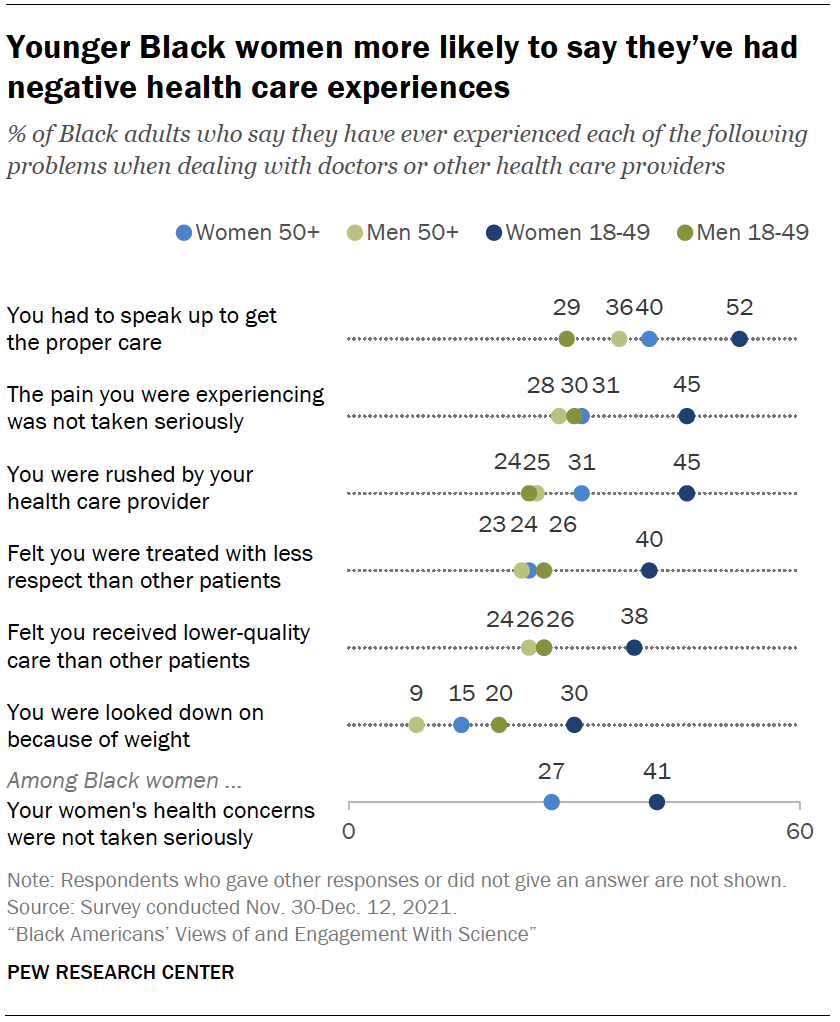 Younger Black women more likely to say they’ve had
negative health care experiences
% of Black adults who say they have ever experienced each of the following
problems when dealing with doctors or other health care providers
Women 50+ Men 50+ Women 18-49 Men 18-49
29 36 40 52
You had to speak up to get
the proper care
28 30 31 45
The pain you were experiencing
was not taken seriously
24 25 31 45
You were rushed by your
health care provider
23 24 26 40
Felt you were treated with less
respect than other patients
24 26 26 38
Felt you received lower-quality
care than other patients
9 15 20 30
You were looked down on
because of weight
27 41
Among Black women ...
Your women's health concerns
were not taken seriously
0 60
Note: Respondents who gave other responses or did not give an answer are not shown.
Source: Survey conducted Nov. 30-Dec. 12, 2021.
“Black Americans’ Views of and Engagement With Science”
PEW RESEARCH CENTER